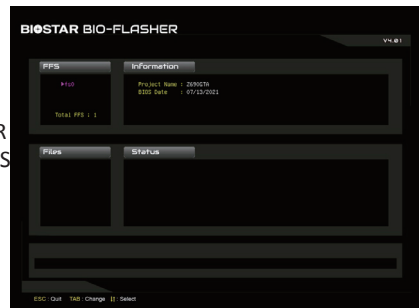 BIOSTAR BIO-FLASHER
V4.01
FFS
Information
▶fs0
Project Name : Z690GTA
BIOS Date : 07/13/2021
Total FFS : 1
R
S
Files
Status
ESC : Quit TAB : Change ↕ : Select